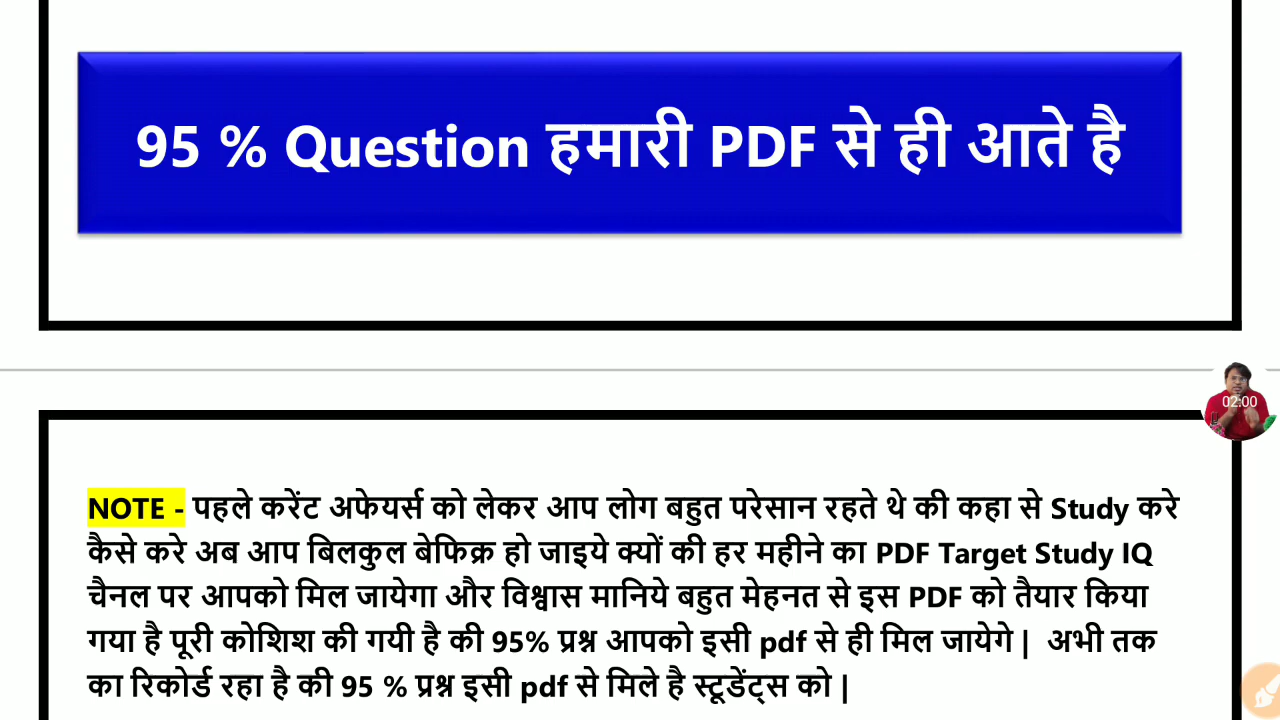 95 % Question हमारी PDF से ही आते है
02:00
NOTE - पहले करेंट अफेयर्स को लेकर आप लोग बहुत परेसान रहते थे की कहा से Study करे
कैसे करे अब आप बिलकुल बेफिक्र हो जाइये क्यों की हर महीने का PDF Target Study IQ
चैनल पर आपको मिल जायेगा और विश्वास मानिये बहुत मेहनत से इस PDF को तैयार किया
गया है पूरी कोशिश की गयी है की 95% प्रश्न आपको इसी pdf से ही मिल जायेगे | अभी तक
का रिकोर्ड रहा है की 95 % प्रश्न इसी pdf से मिले है स्टूडेंट्स को |